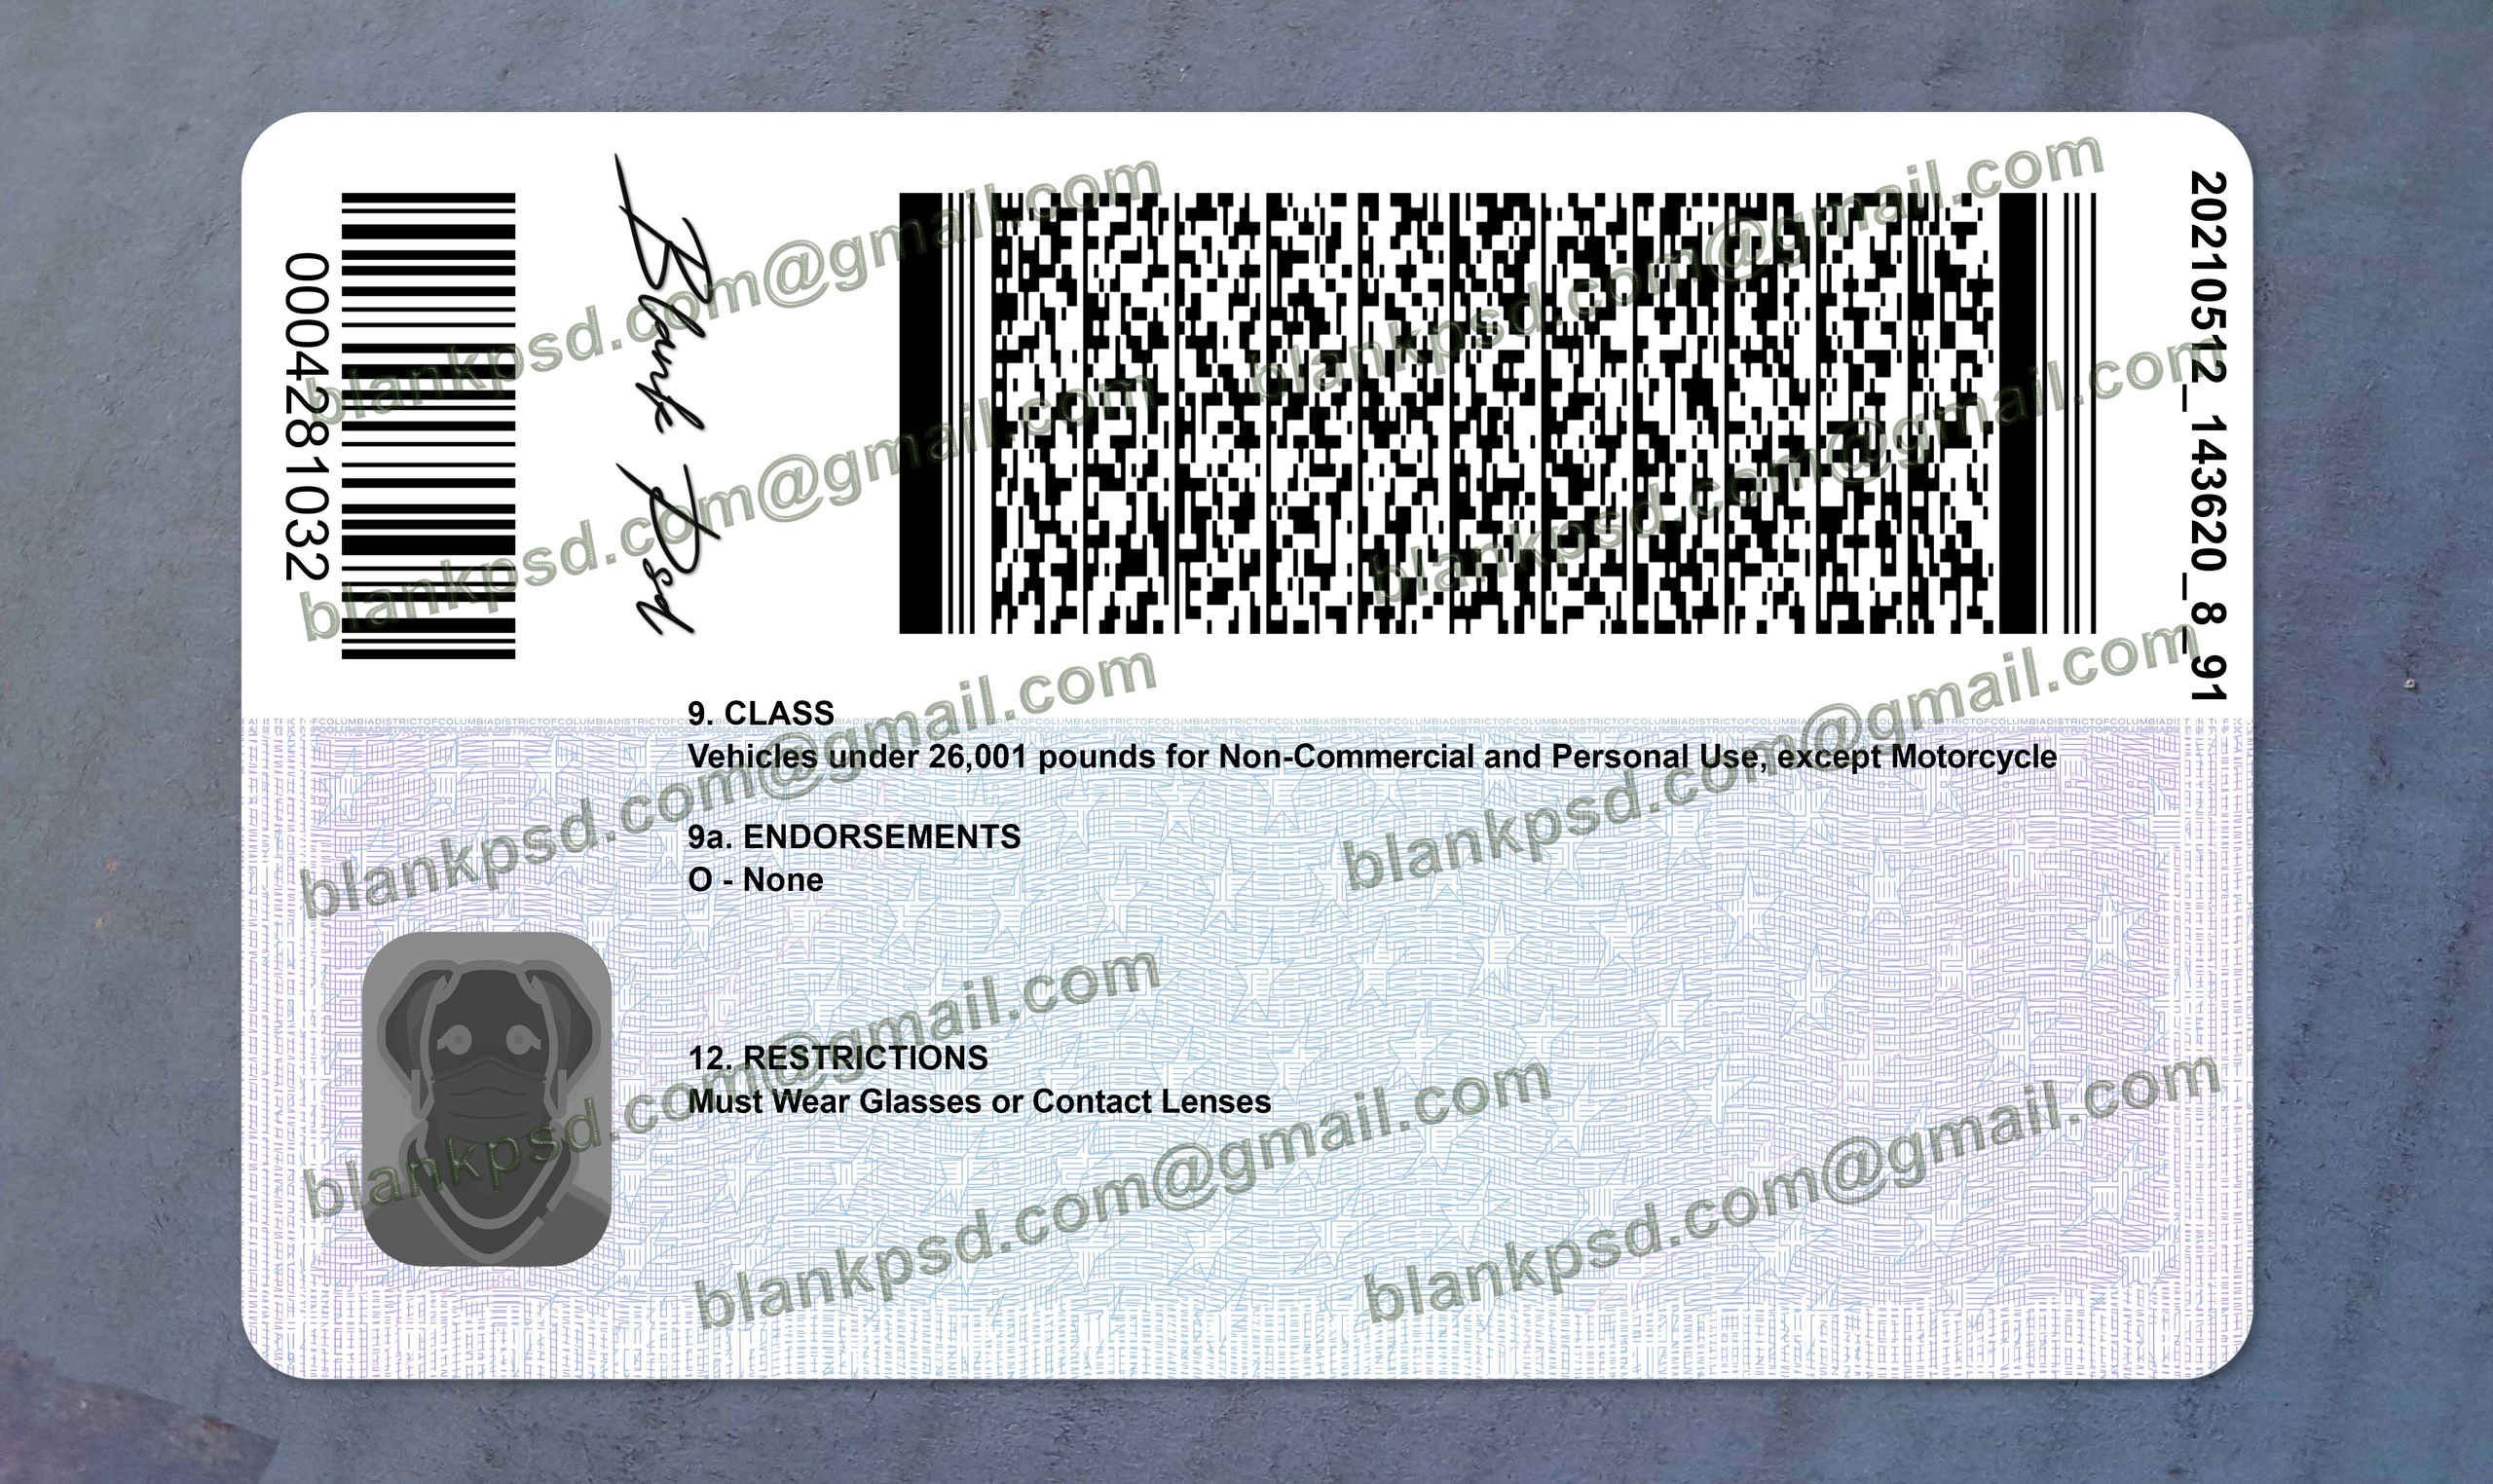 0004281032
Blank Psd
20210512_143620_8_91
blankpsd.com@gmail.com
blankpsd.com@gmail.com
blankpsd.com@gmail.com
blankpsd.com@gmail.com
DISTRICTOFCOLUMBIADISTRICTOFCOLUMBIADISTRICTOFCOLUMBIA
9. CLASS
Vehicles under 26,001 pounds for Non-Commercial and Personal Use, except Motorcycle
blankpsd.com@gmail.com
blankpsd.com@gmail.com
9a. ENDORSEMENTS
O - None
12. RESTRICTIONS
Must Wear Glasses or Contact Lenses
blankpsd.com@gmail.com
blankpsd.com@gmail.com
blankpsd.com@gmail.com